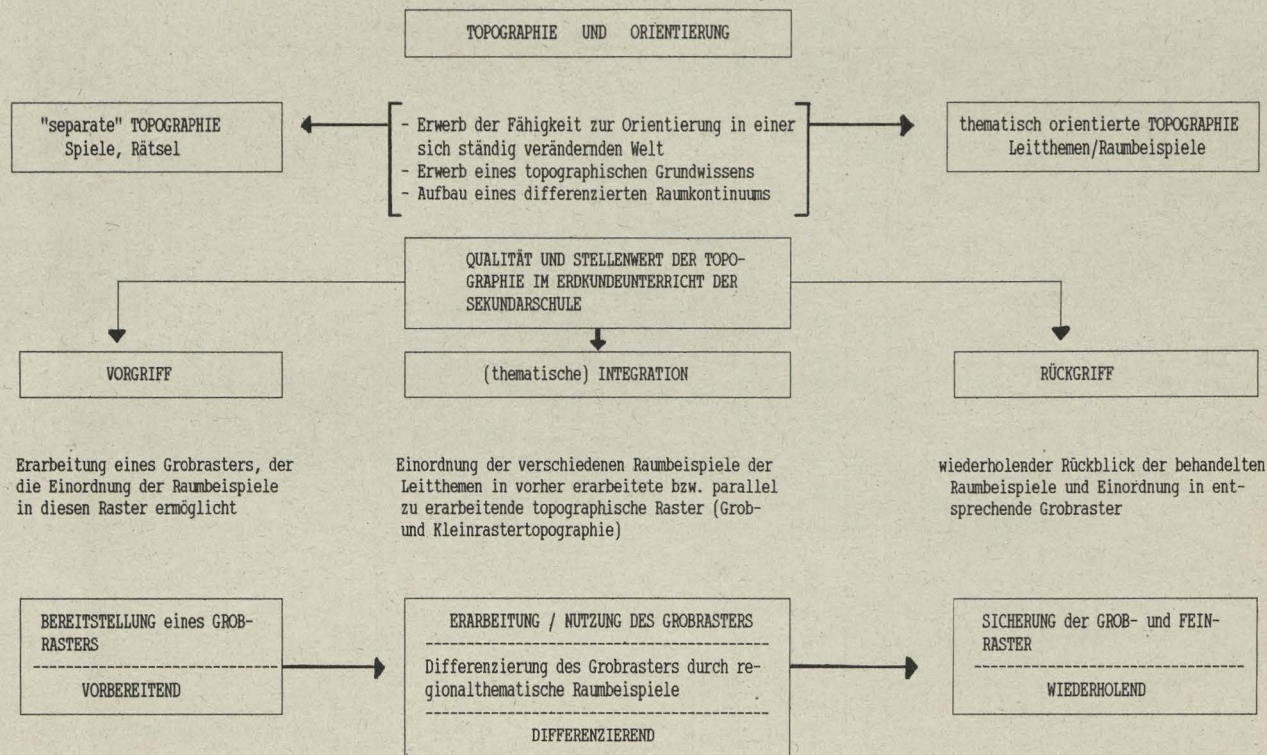 TOPOGRAPHIE UND ORIENTIERUNG
"separate" TOPOGRAPHIE
Spiele, Rätsel
- Erwerb der Fähigkeit zur Orientierung in einer
sich ständig verändernden Welt
- Erwerb eines topographischen Grundwissens
- Aufbau eines differenzierten Raumkontinuums
thematisch orientierte TOPOGRAPHIE
Leitthemen/Raumbeispiele
QUALITÄT UND STELLENWERT DER TOPO-
GRAPHIE IM ERDKUNDEUNTERRICHT DER
SEKUNDARSCHULE
VORGRIFF
(thematische) INTEGRATION
RÜCKGRIFF
Erarbeitung eines Grobrasters, der
die Einordnung der Raumbeispiele
in diesen Raster ermöglicht
Einordnung der verschiedenen Raumbeispiele der
Leitthemen in vorher erarbeitete bzw. parallel
zu erarbeitende topographische Raster (Grob-
und Kleinrastertopographie)
wiederholender Rückblick der behandelten
Raumbeispiele und Einordnung in ent-
sprechende Grobraster
BEREITSTELLUNG eines GROB-
RASTERS
VORBEREITEND
ERARBEITUNG / NUTZUNG DES GROBRASTERS
Differenzierung des Grobrasters durch re-
gionalthematische Raumbeispiele
DIFFERENZIEREND
SICHERUNG der GROB- und FEIN-
RASTER
WIEDERHOLEND